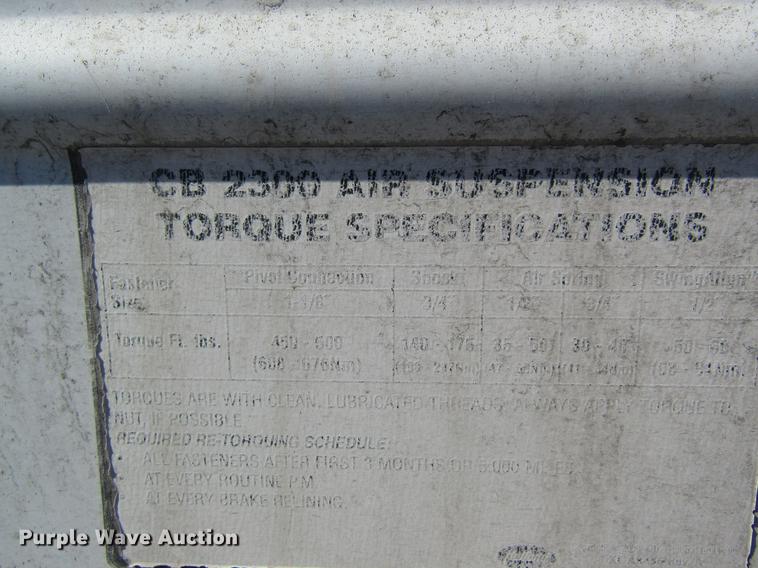 CB 2300 AIR SUSPENSION
TORQUE SPECIFICATIONS
Fastener Pivot Connection Shock Air Spring
Size 1-1/8" 3/4" 1/2" 3/4" 1/2"
Torque Ft. lbs. 450 - 500 140 - 175 35 - 50
TORQUES ARE WITH CLEAN, LUBRICATED THREADS. ALWAYS APPLY TORQUE TO
NUT, IF POSSIBLE
REQUIRED RE-TORQUING SCHEDULE:
ALL FASTENERS AFTER FIRST 3 MONTHS OR 5,000 MILES
AT EVERY ROUTINE P.M.
AT EVERY BRAKE RELINING
Purple Wave Auction